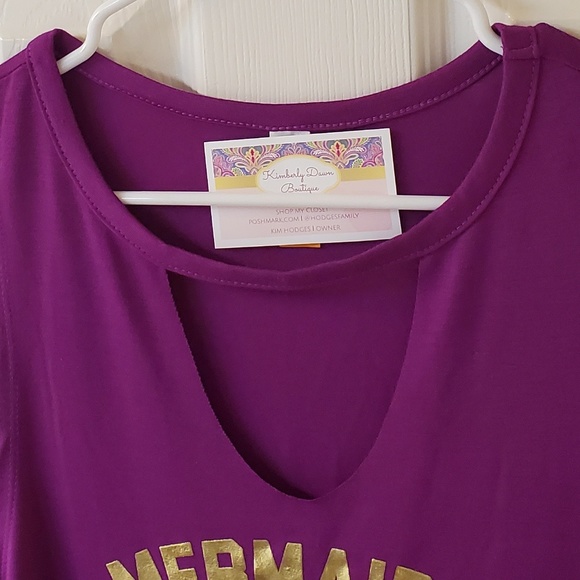 Kimberly Dawn
Boutique
SHOP MY CLOSET
POSHMARK.COM | @HODGESFAMILY
KIM HODGES | OWNER
MERMAID